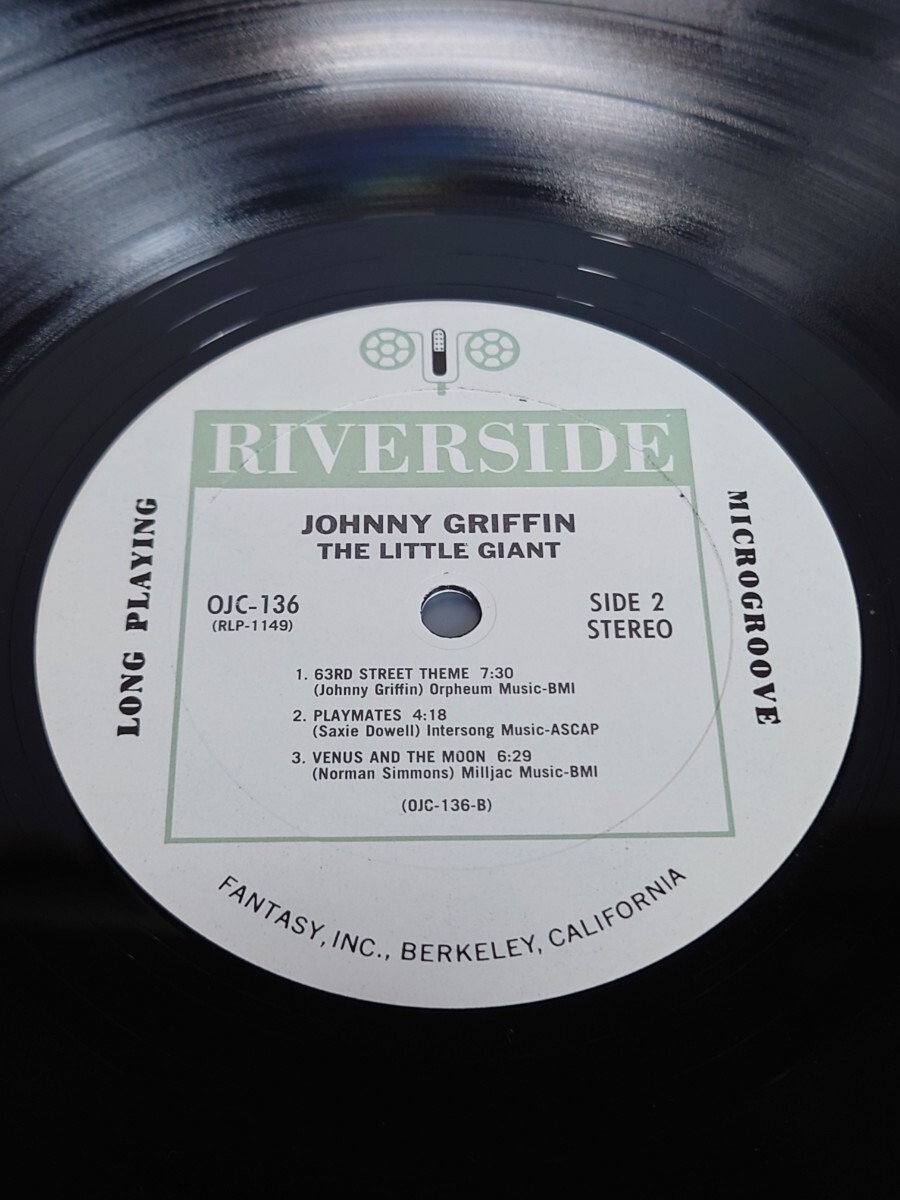 RIVERSIDE
JOHNNY GRIFFIN
THE LITTLE GIANT
LONG PLAYING
MICROGROOVE
OJC-136
(RLP-1149)
SIDE 2
STEREO
1. 63RD STREET THEME 7:30
(Johnny Griffin) Orpheum Music-BMI
2. PLAYMATES 4:18
(Saxie Dowell) Intersong Music-ASCAP
3. VENUS AND THE MOON 6:29
(Norman Simmons) Milljac Music-BMI
(OJC-136-B)
FANTASY, INC., BERKELEY, CALIFORNIA